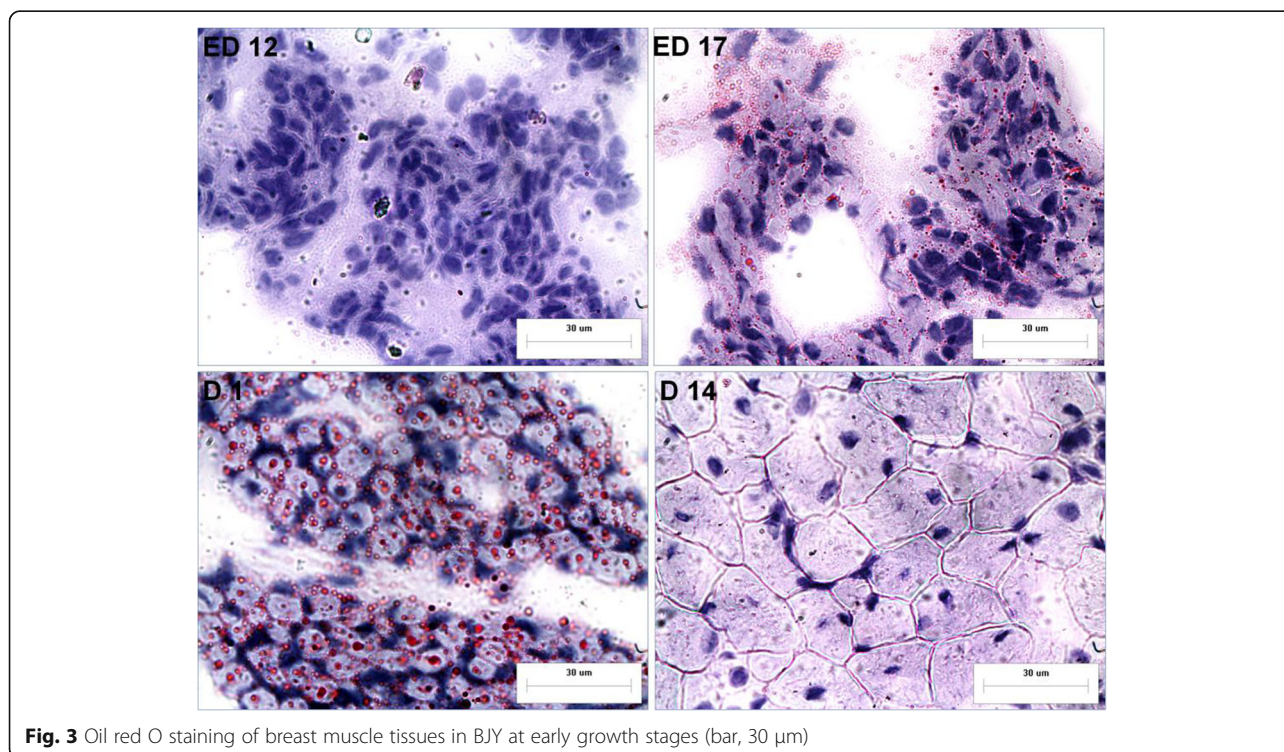 ED 12
ED 17
30 um
30 um
D 1
D 14
30 um
30 um
Fig. 3 Oil red O staining of breast muscle tissues in BJY at early growth stages (bar, 30 μm)